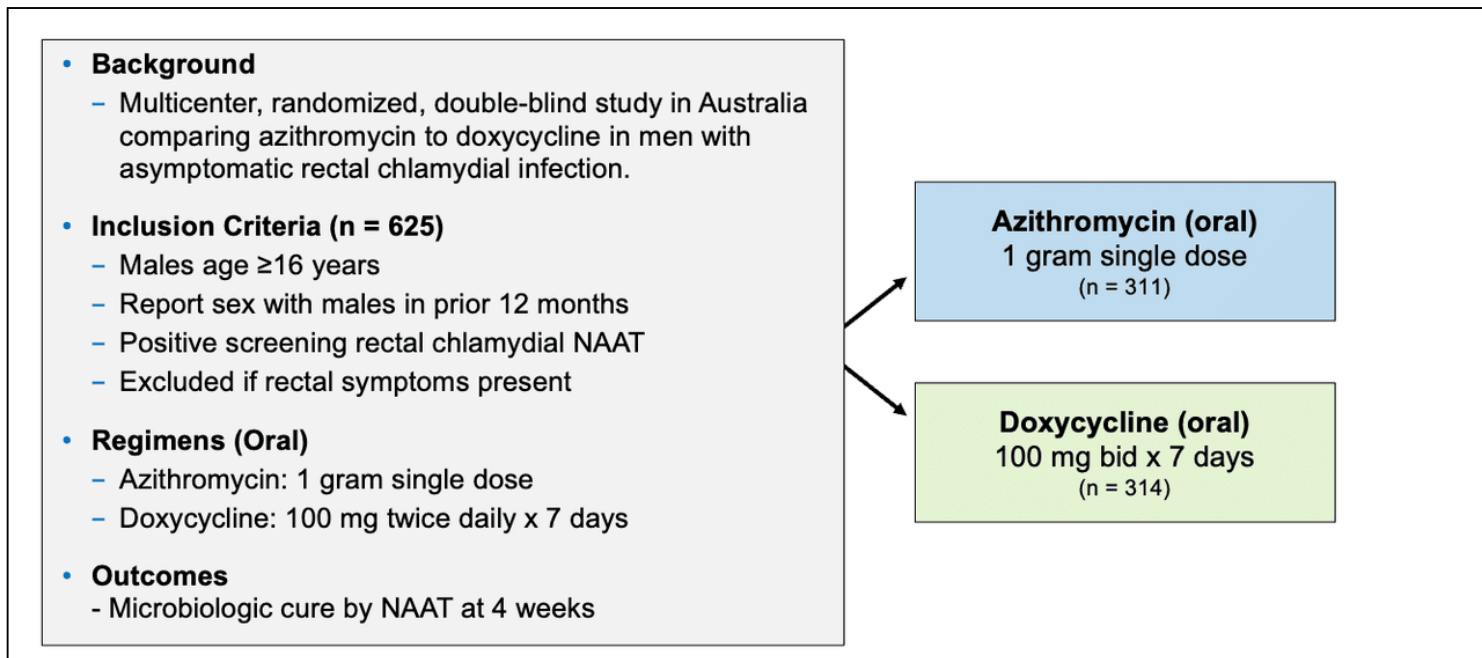 • Background
– Multicenter, randomized, double-blind study in Australia
comparing azithromycin to doxycycline in men with
asymptomatic rectal chlamydial infection.
• Inclusion Criteria (n = 625)
– Males age ≥16 years
– Report sex with males in prior 12 months
– Positive screening rectal chlamydial NAAT
– Excluded if rectal symptoms present
• Regimens (Oral)
– Azithromycin: 1 gram single dose
– Doxycycline: 100 mg twice daily x 7 days
• Outcomes
- Microbiologic cure by NAAT at 4 weeks
Azithromycin (oral)
1 gram single dose
(n = 311)
Doxycycline (oral)
100 mg bid x 7 days
(n = 314)